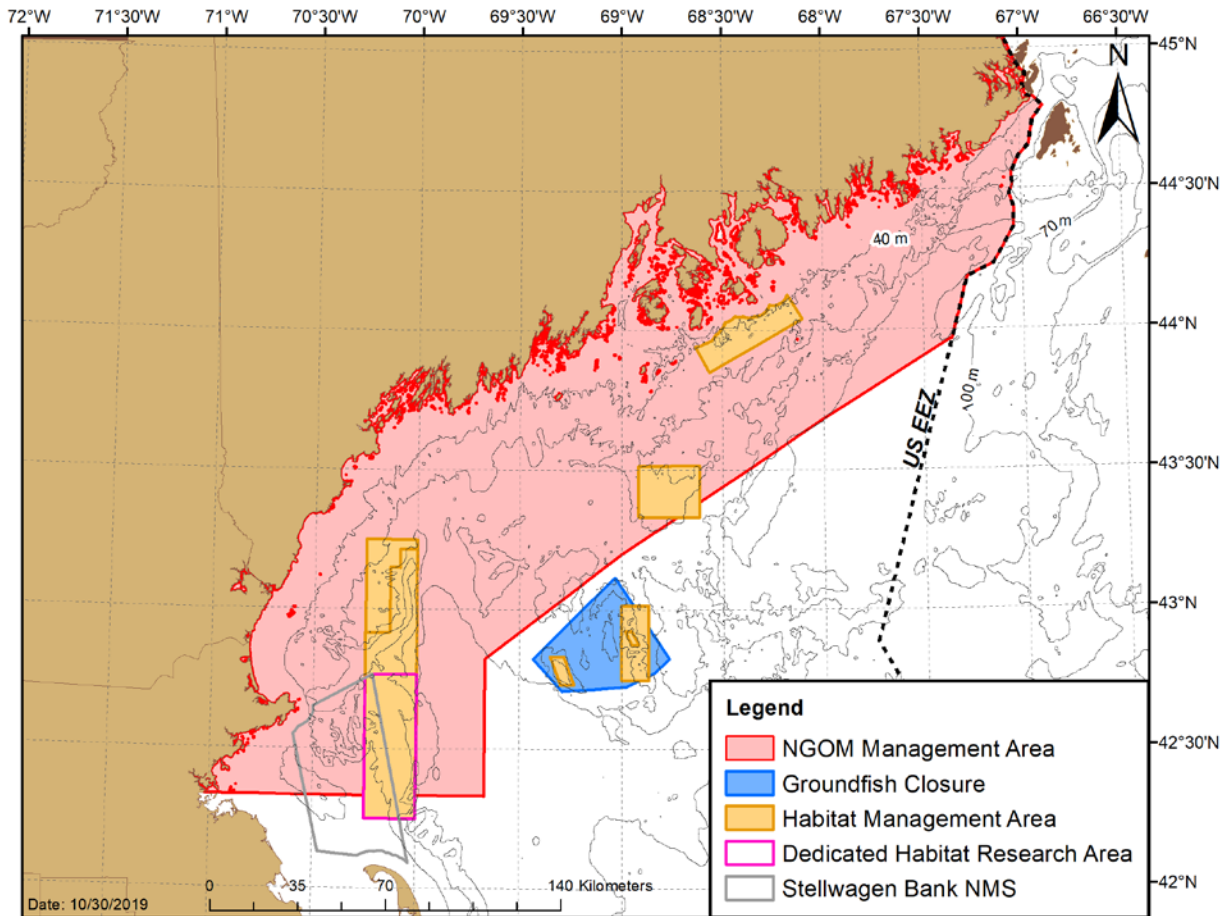 72°W 71°30'W 71°W 70°30'W 70°W 69°30'W 69°W 68°30'W 68°W 67°30'W 67°W 66°30'W
45°N
N
44°30'N
70 m
40 m
44°N
100 m
US EEZ
43°30'N
43°N
42°30'N
42°N
Legend
NGOM Management Area
Groundfish Closure
Habitat Management Area
Dedicated Habitat Research Area
Stellwagen Bank NMS
0 35 70 140 Kilometers
Date: 10/30/2019